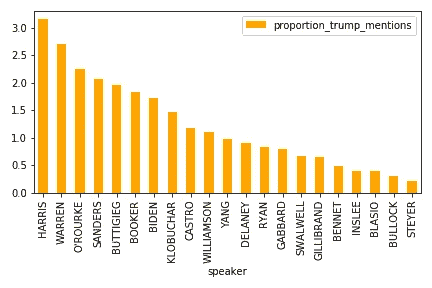 proportion_trump_mentions
3.0
2.5
2.0
1.5
1.0
0.5
0.0
HARRIS
WARREN
O'ROURKE
SANDERS
BUTTIGIEG
BOOKER
BIDEN
KLOBUCHAR
CASTRO
WILLIAMSON
YANG
DELANEY
RYAN
GABBARD
SWALWELL
GILLIBRAND
BENNET
INSLEE
BLASIO
BULLOCK
STEYER
speaker